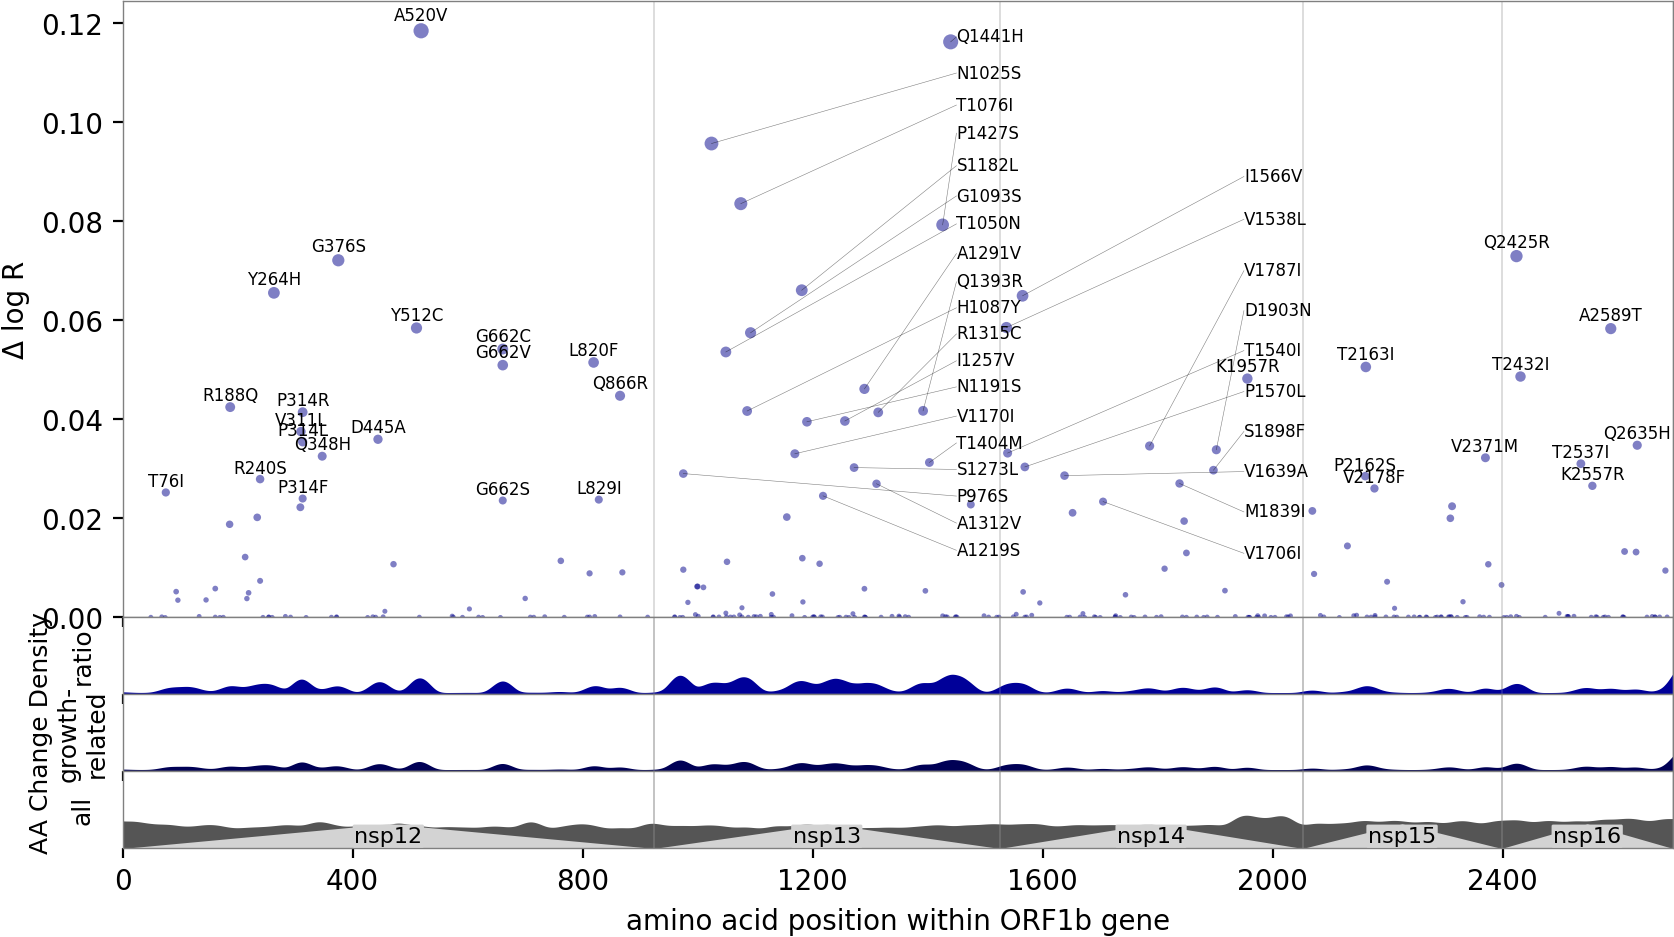 A520V
0.12
Q1441H
N1025S
T1076I
0.10
P1427S
S1182L
I1566V
G1093S
0.08
T1050N
V1538L
G376S
A1291V
Q2425R
Δ log R
Y264H
Q1393R
V1787I
H1087Y
D1903N
0.06
Y512C
A2589T
G662C
R1315C
G662V
L820F
I1257V
T1540I
T2163I
K1957R
T2432I
Q866R
N1191S
P1570L
R188Q
P314R
0.04
V311L
V1170I
P314L
D445A
S1898F
Q2635H
Q348H
T1404M
V2371M
T2537I
R240S
S1273L
V1639A
P2162S
K2557R
T76I
P314F
G662S
L829I
P976S
V2178F
0.02
A1312V
M1839I
A1219S
V1706I
0.00
AA Change Density
ratio
growth-
related
all
nsp12
nsp13
nsp14
nsp15
nsp16
0
400
800
1200
1600
2000
2400
amino acid position within ORF1b gene